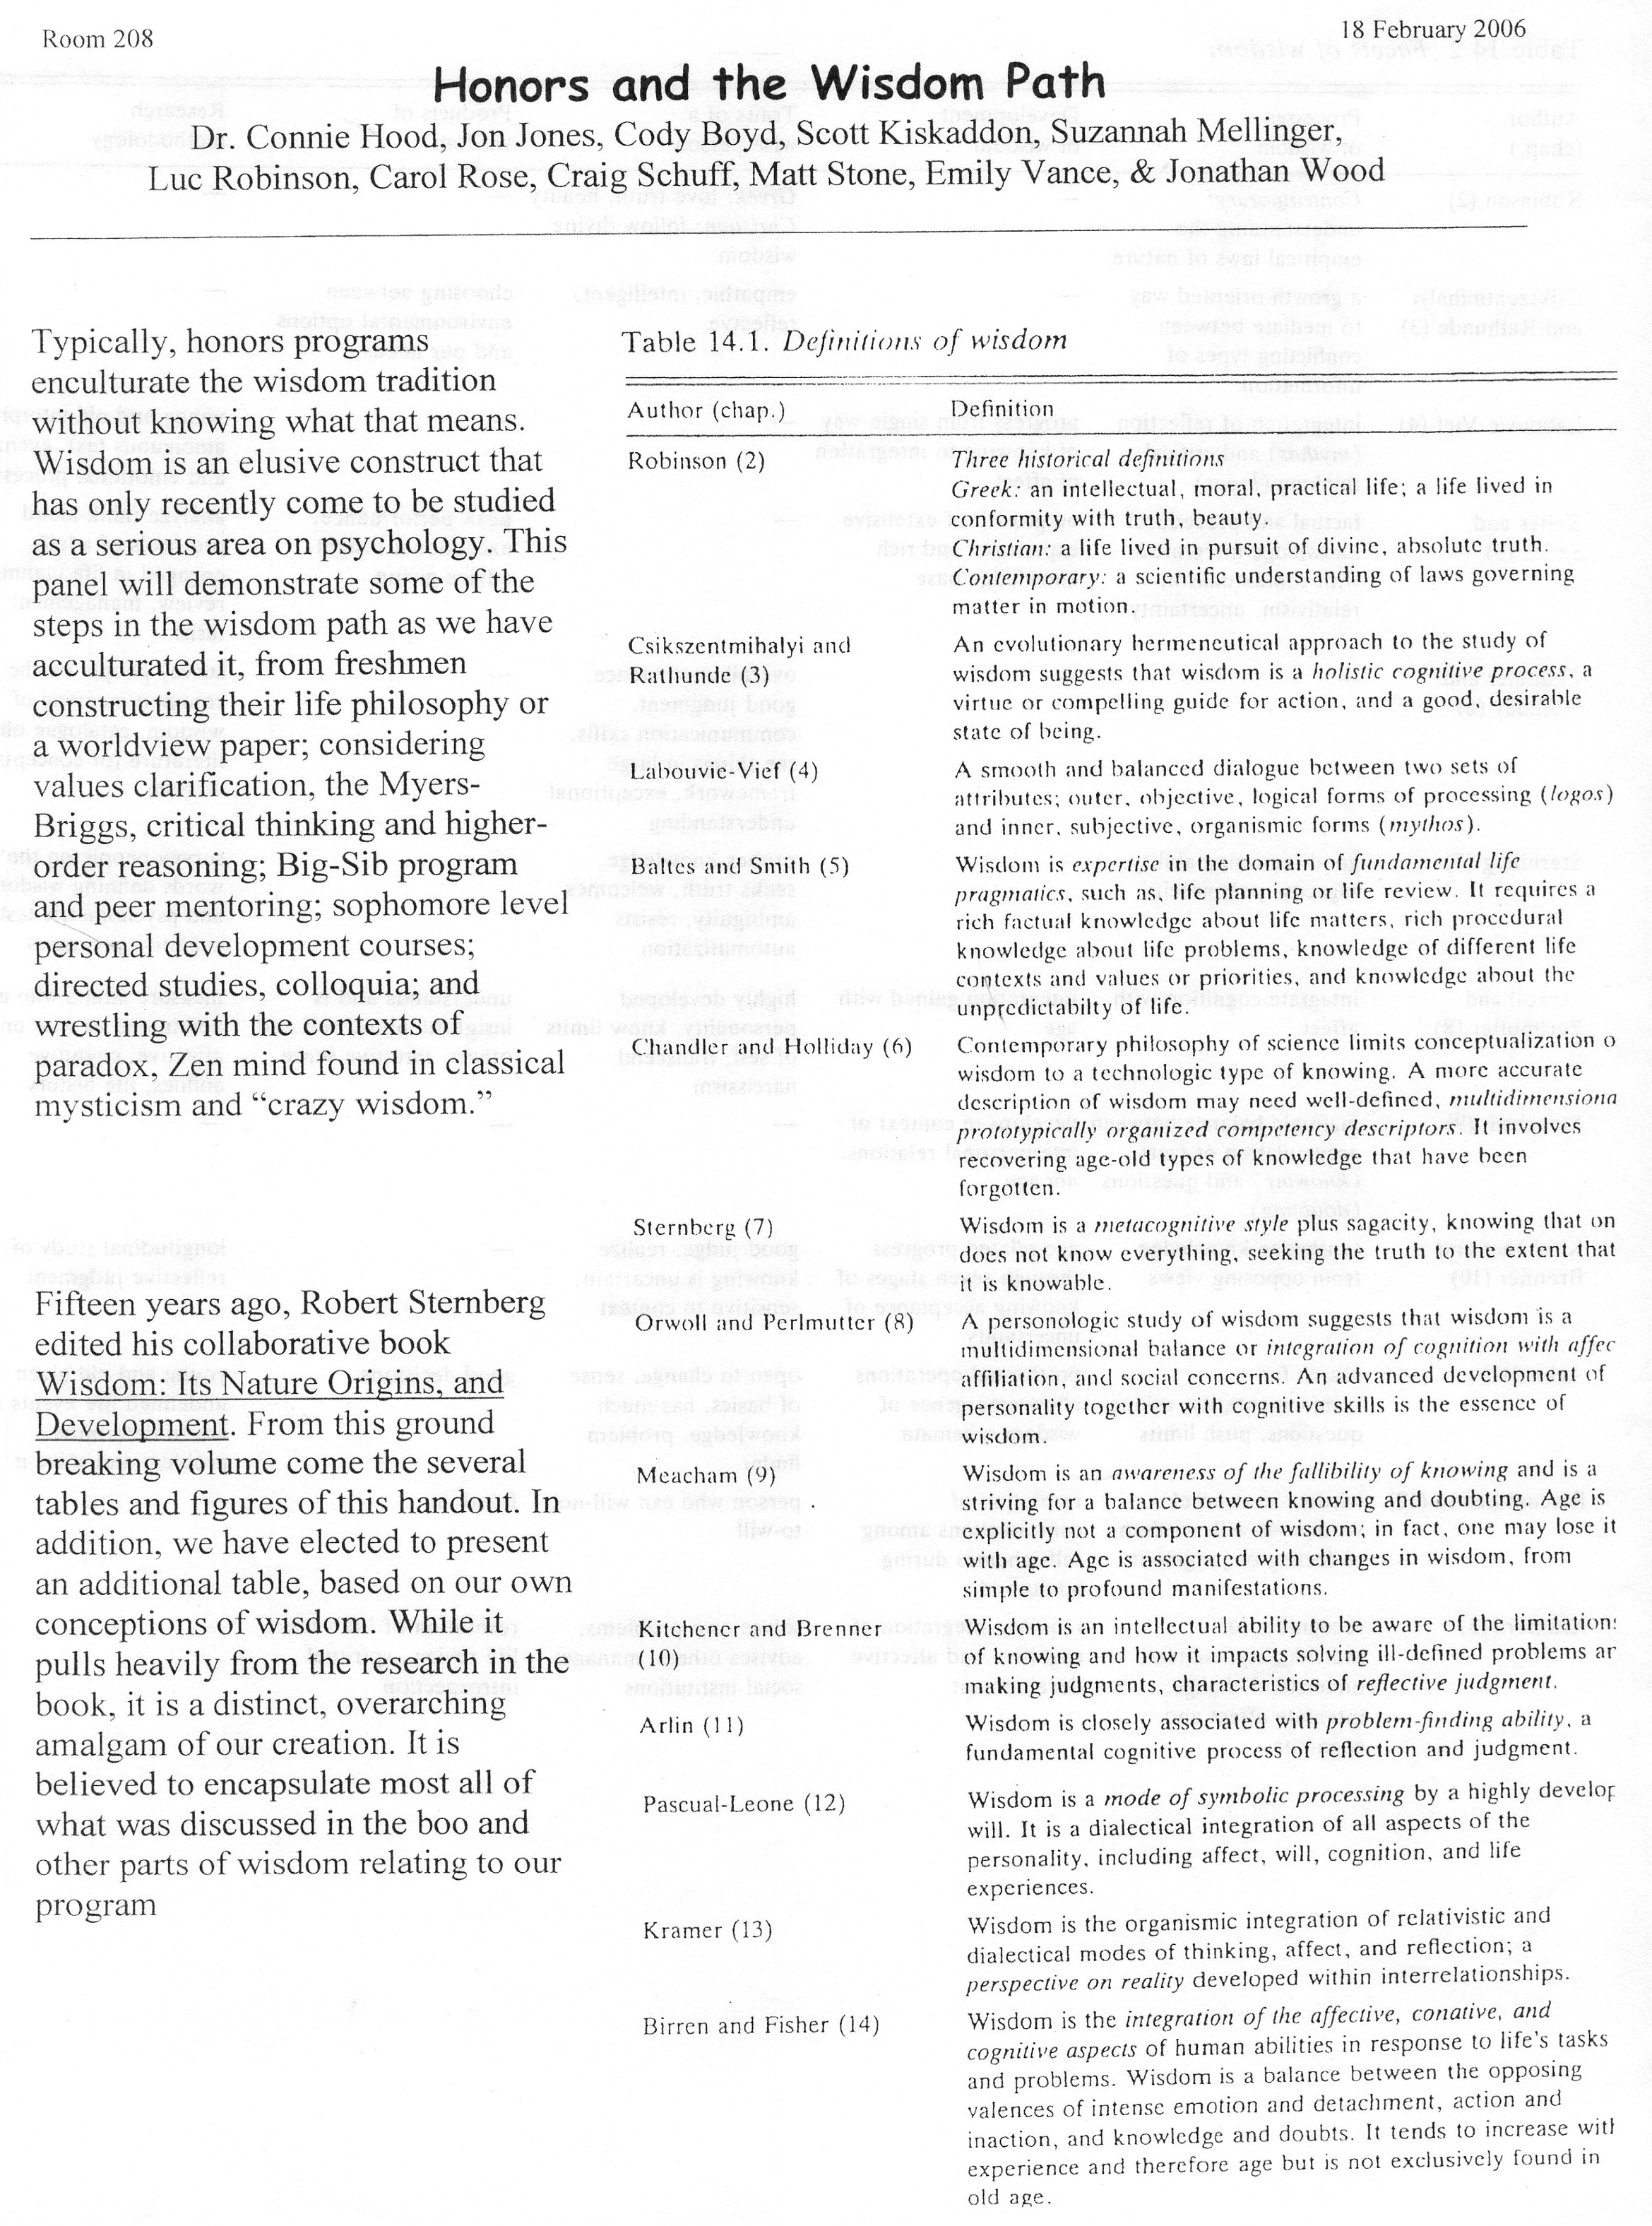 Room 208
18 February 2006
Honors and the Wisdom Path
Dr. Connie Hood, Jon Jones, Cody Boyd, Scott Kiskaddon, Suzannah Mellinger,
Luc Robinson, Carol Rose, Craig Schuff, Matt Stone, Emily Vance, & Jonathan Wood
Typically, honors programs
enculturate the wisdom tradition
without knowing what that means.
Wisdom is an elusive construct that
has only recently come to be studied
as a serious area on psychology. This
panel will demonstrate some of the
steps in the wisdom path as we have
acculturated it, from freshmen
constructing their life philosophy or
a worldview paper; considering
values clarification, the Myers-
Briggs, critical thinking and higher-
order reasoning; Big-Sib program
and peer mentoring; sophomore level
personal development courses;
directed studies, colloquia; and
wrestling with the contexts of
paradox, Zen mind found in classical
mysticism and “crazy wisdom.”
Fifteen years ago, Robert Sternberg
edited his collaborative book
Wisdom: Its Nature Origins, and
Development. From this ground
breaking volume come the several
tables and figures of this handout. In
addition, we have elected to present
an additional table, based on our own
conceptions of wisdom. While it
pulls heavily from the research in the
book, it is a distinct, overarching
amalgam of our creation. It is
believed to encapsulate most all of
what was discussed in the boo and
other parts of wisdom relating to our
program
Table 14.1. Definitions of wisdom
Author (chap.) Definition
Robinson (2) Three historical definitions
Greek: an intellectual, moral, practical life; a life lived in
conformity with truth, beauty.
Christian: a life lived in pursuit of divine, absolute truth.
Contemporary: a scientific understanding of laws governing
matter in motion.
Csikszentmihalyi and An evolutionary hermeneutical approach to the study of
Rathunde (3) wisdom suggests that wisdom is a holistic cognitive process, a
virtue or compelling guide for action, and a good, desirable
state of being.
Labouvie-Vief (4) A smooth and balanced dialogue between two sets of
attributes; outer, objective, logical forms of processing (logos)
and inner, subjective, organismic forms (mythos).
Baltes and Smith (5) Wisdom is expertise in the domain of fundamental life
pragmatics, such as, life planning or life review. It requires a
rich factual knowledge about life matters, rich procedural
knowledge about life problems, knowledge of different life
contexts and values or priorities, and knowledge about the
unpredictabilty of life.
Chandler and Holliday (6) Contemporary philosophy of science limits conceptualization o
wisdom to a technologic type of knowing. A more accurate
description of wisdom may need well-defined, multidimensiona
prototypically organized competency descriptors. It involves
recovering age-old types of knowledge that have been
forgotten.
Sternberg (7) Wisdom is a metacognitive style plus sagacity, knowing that on
does not know everything, seeking the truth to the extent that
it is knowable.
Orwoll and Perlmutter (8) A personologic study of wisdom suggests that wisdom is a
multidimensional balance or integration of cognition with affec
affiliation, and social concerns. An advanced development of
personality together with cognitive skills is the essence of
wisdom.
Meacham (9) Wisdom is an awareness of the fallibility of knowing and is a
striving for a balance between knowing and doubting. Age is
explicitly not a component of wisdom; in fact, one may lose it
with age. Age is associated with changes in wisdom, from
simple to profound manifestations.
Kitchener and Brenner Wisdom is an intellectual ability to be aware of the limitation
(10) of knowing and how it impacts solving ill-defined problems ar
making judgments, characteristics of reflective judgment.
Arlin (11) Wisdom is closely associated with problem-finding ability, a
fundamental cognitive process of reflection and judgment.
Pascual-Leone (12) Wisdom is a mode of symbolic processing by a highly develop
will. It is a dialectical integration of all aspects of the
personality, including affect, will, cognition, and life
experiences.
Kramer (13) Wisdom is the organismic integration of relativistic and
dialectical modes of thinking, affect, and reflection; a
perspective on reality developed within interrelationships.
Birren and Fisher (14) Wisdom is the integration of the affective, conative, and
cognitive aspects of human abilities in response to life's tasks
and problems. Wisdom is a balance between the opposing
valences of intense emotion and detachment, action and
inaction, and knowledge and doubts. It tends to increase with
experience and therefore age but is not exclusively found in
old age.